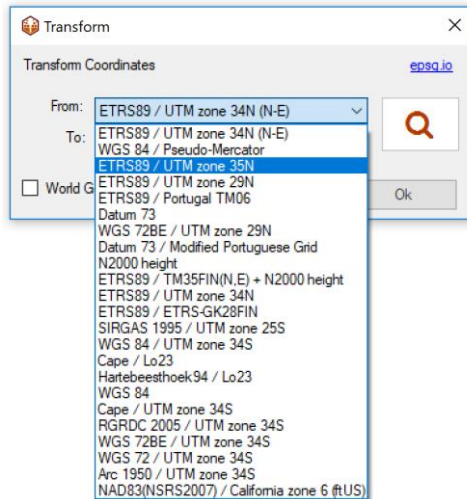 Transform
Transform Coordinates
epsg.io
From:
ETRS89 / UTM zone 34N (N-E)
To:
World G
Ok
ETRS89 / UTM zone 34N (N-E)
WGS 84 / Pseudo-Mercator
ETRS89 / UTM zone 35N
ETRS89 / UTM zone 29N
ETRS89 / Portugal TM06
Datum 73
WGS 72BE / UTM zone 29N
Datum 73 / Modified Portuguese Grid
N2000 height
ETRS89 / TM35FIN(N,E) + N2000 height
ETRS89 / UTM zone 34N
ETRS89 / ETRS-GK28FIN
SIRGAS 1995 / UTM zone 25S
WGS 84 / UTM zone 34S
Cape / Lo23
Hartebeesthoek94 / Lo23
WGS 84
Cape / UTM zone 34S
RGRDC 2005 / UTM zone 34S
WGS 72BE / UTM zone 34S
WGS 72 / UTM zone 34S
Arc 1950 / UTM zone 34S
NAD83(NSRS2007) / California zone 6 (ftUS)